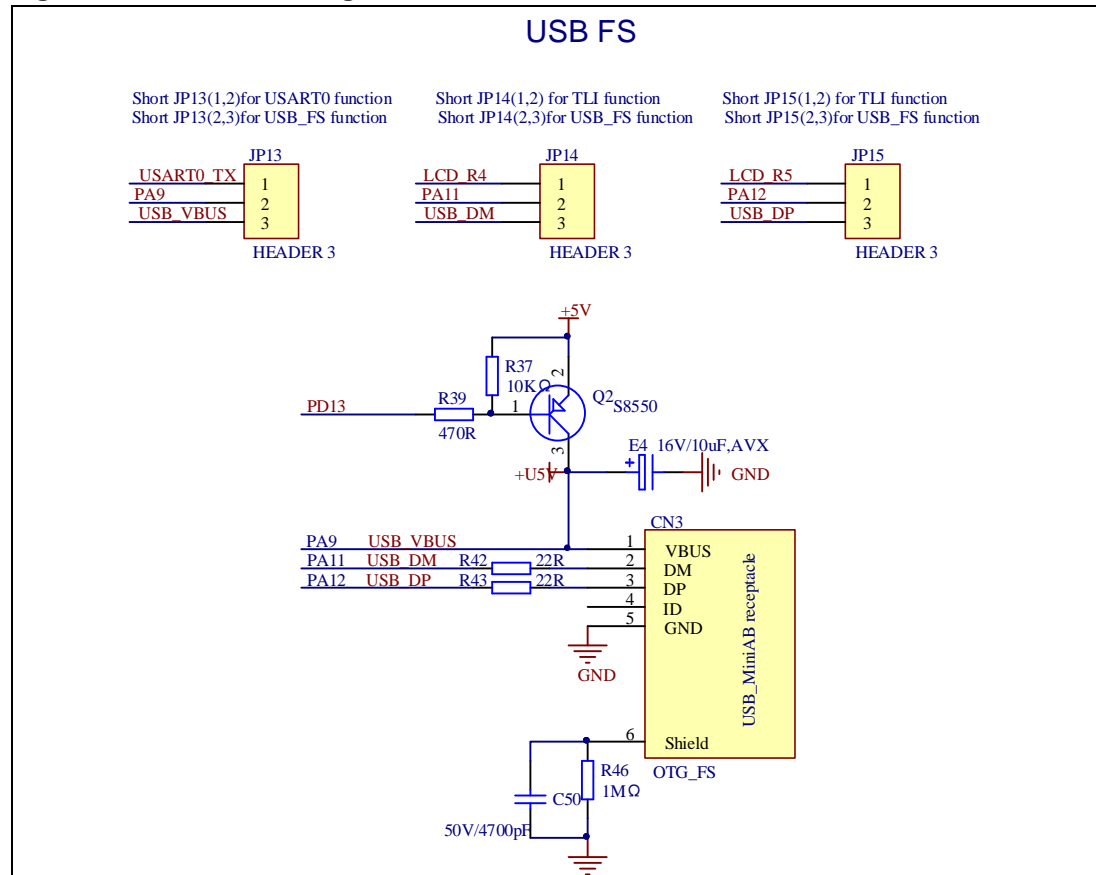 USB FS
Short JP13(1,2)for USART0 function
Short JP13(2,3)for USB_FS function
Short JP14(1,2) for TLI function
Short JP14(2,3)for USB_FS function
Short JP15(1,2) for TLI function
Short JP15(2,3)for USB_FS function
JP13
USART0_TX 1
PA9 2
USB_VBUS 3
HEADER 3
JP14
LCD_R4 1
PA11 2
USB_DM 3
HEADER 3
JP15
LCD_R5 1
PA12 2
USB_DP 3
HEADER 3
+5V
R37
10KΩ
2
Q2
S8550
PD13
R39
470R
1
3
+U5V
E4 16V/10uF,AVX
GND
CN3
PA9 USB_VBUS 1 VBUS
PA11 USB_DM R42 22R 2 DM
PA12 USB_DP R43 22R 3 DP
4 ID
5 GND
GND
USB_MiniAB receptacle
6 Shield
OTG_FS
R46
1MΩ
C50
50V/4700pF